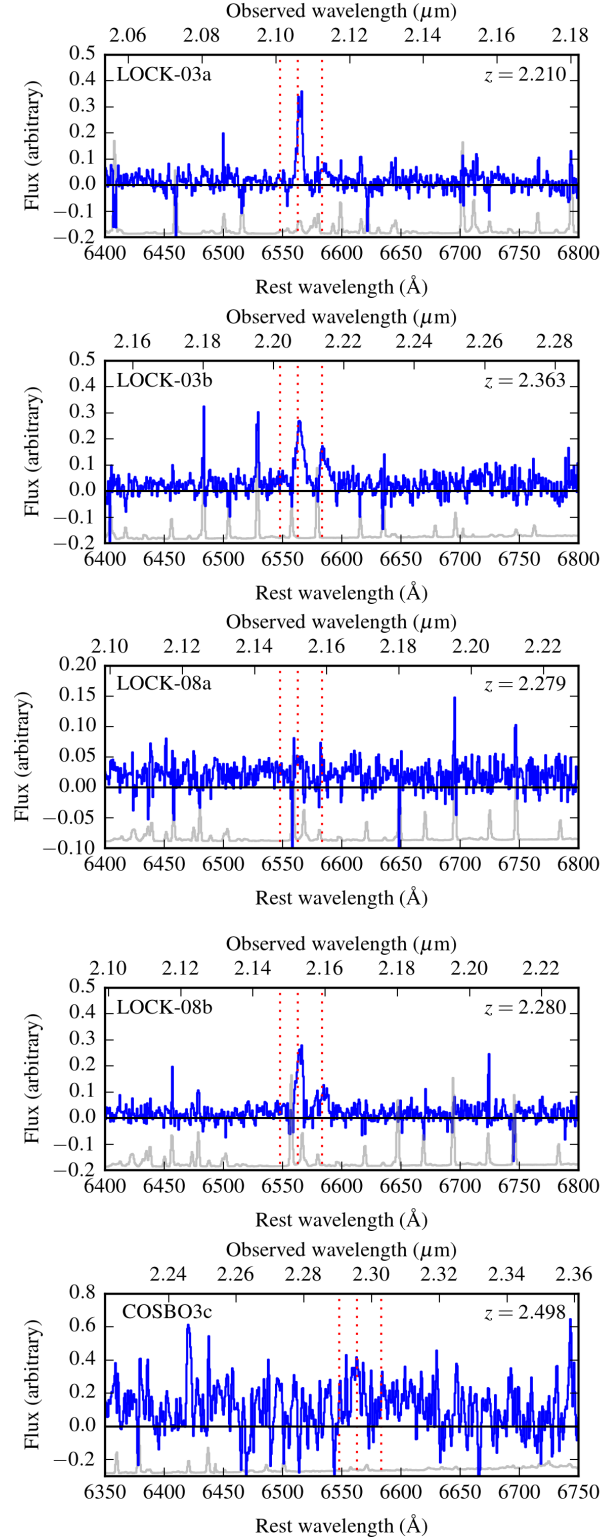 Observed wavelength (μm)
2.06 2.08 2.10 2.12 2.14 2.16 2.18
0.5
LOCK-03a z = 2.210
0.4
0.3
0.2
0.1
0.0
−0.1
−0.2
Flux (arbitrary)
6400 6450 6500 6550 6600 6650 6700 6750 6800
Rest wavelength (Å)
Observed wavelength (μm)
2.16 2.18 2.20 2.22 2.24 2.26 2.28
0.5
LOCK-03b z = 2.363
0.4
0.3
0.2
0.1
0.0
−0.1
−0.2
Flux (arbitrary)
6400 6450 6500 6550 6600 6650 6700 6750 6800
Rest wavelength (Å)
Observed wavelength (μm)
2.10 2.12 2.14 2.16 2.18 2.20 2.22
0.20
LOCK-08a z = 2.279
0.15
0.10
0.05
0.00
−0.05
−0.10
Flux (arbitrary)
6400 6450 6500 6550 6600 6650 6700 6750 6800
Rest wavelength (Å)
Observed wavelength (μm)
2.10 2.12 2.14 2.16 2.18 2.20 2.22
0.5
LOCK-08b z = 2.280
0.4
0.3
0.2
0.1
0.0
−0.1
−0.2
Flux (arbitrary)
6400 6450 6500 6550 6600 6650 6700 6750 6800
Rest wavelength (Å)
Observed wavelength (μm)
2.24 2.26 2.28 2.30 2.32 2.34 2.36
0.8
COSBO3c z = 2.498
0.6
0.4
0.2
0.0
−0.2
Flux (arbitrary)
6350 6400 6450 6500 6550 6600 6650 6700 6750
Rest wavelength (Å)